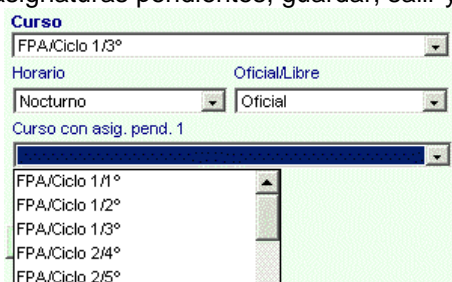 asignaturas pendientes, guardar, sali. y
Curso
FPA/Ciclo 1/3º
Horario Oficial/Libre
Nocturno Oficial
Curso con asig. pend. 1
FPA/Ciclo 1/1º
FPA/Ciclo 1/2º
FPA/Ciclo 1/3º
FPA/Ciclo 2/4º
FPA/Ciclo 2/5º